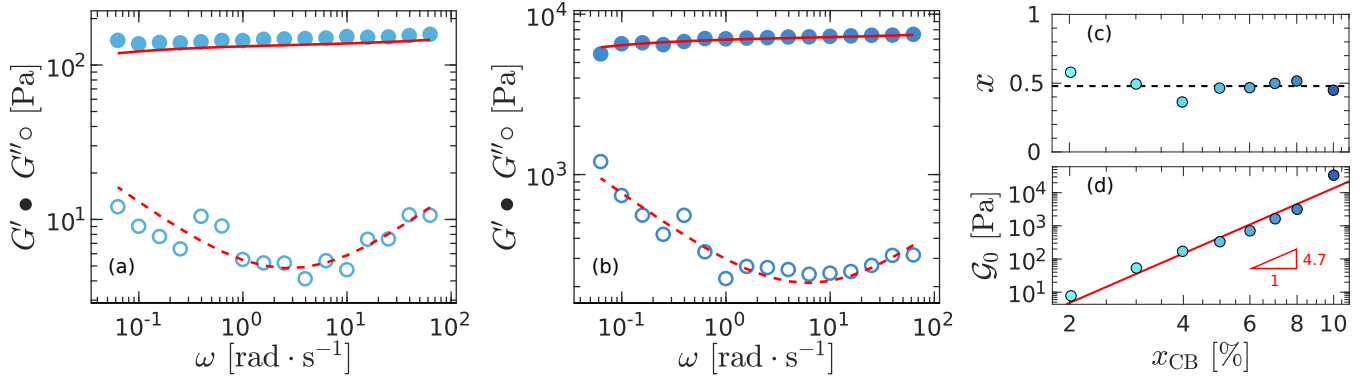 G′ ● G″ ○ [Pa]
10²
10¹
(a)
10⁻¹ 10⁰ 10¹ 10²
ω [rad · s⁻¹]
G′ ● G″ ○ [Pa]
10⁴
10³
(b)
10⁻¹ 10⁰ 10¹ 10²
ω [rad · s⁻¹]
x
1
0.5
0
(c)
𝒢₀ [Pa]
10⁴
10³
10²
10¹
(d)
4.7
1
2 4 6 8 10
x_CB [%]